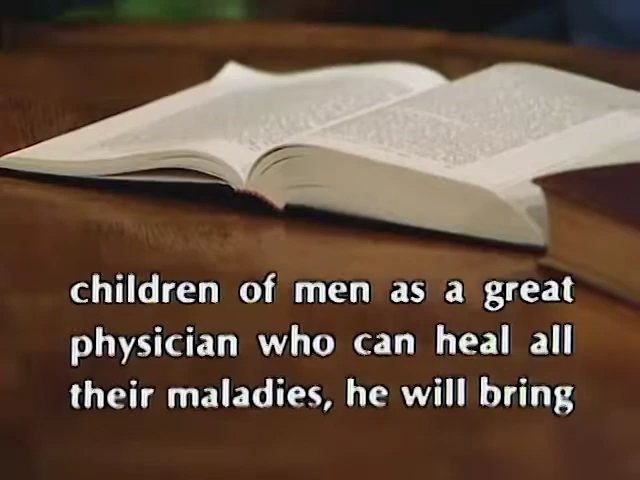 children of men as a great
physician who can heal all
their maladies, he will bring